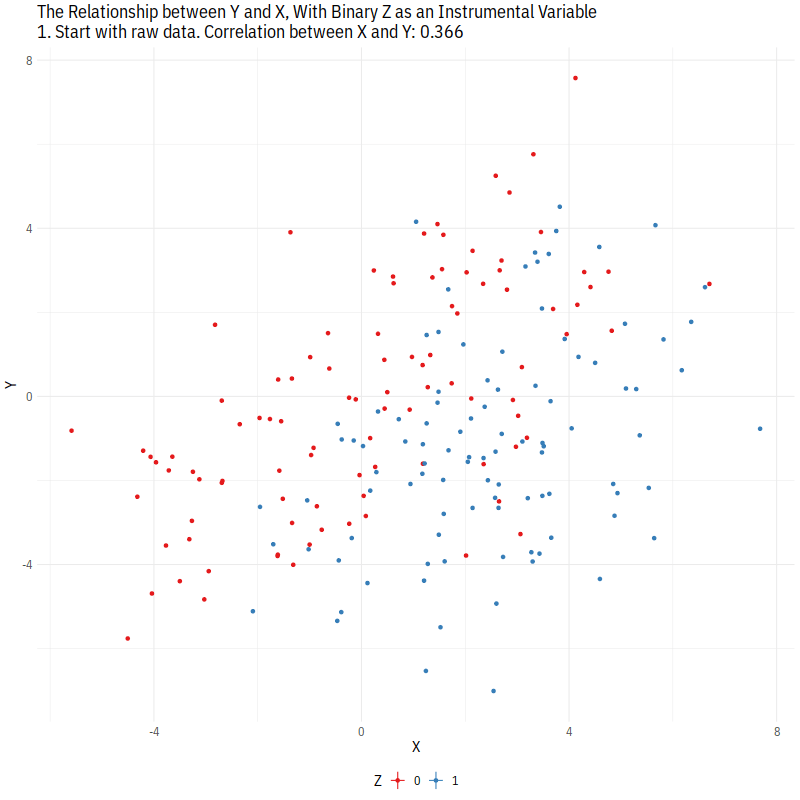 The Relationship between Y and X, With Binary Z as an Instrumental Variable
1. Start with raw data. Correlation between X and Y: 0.366
8
4
0
-4
Y
-4 0 4 8
X
Z 0 1